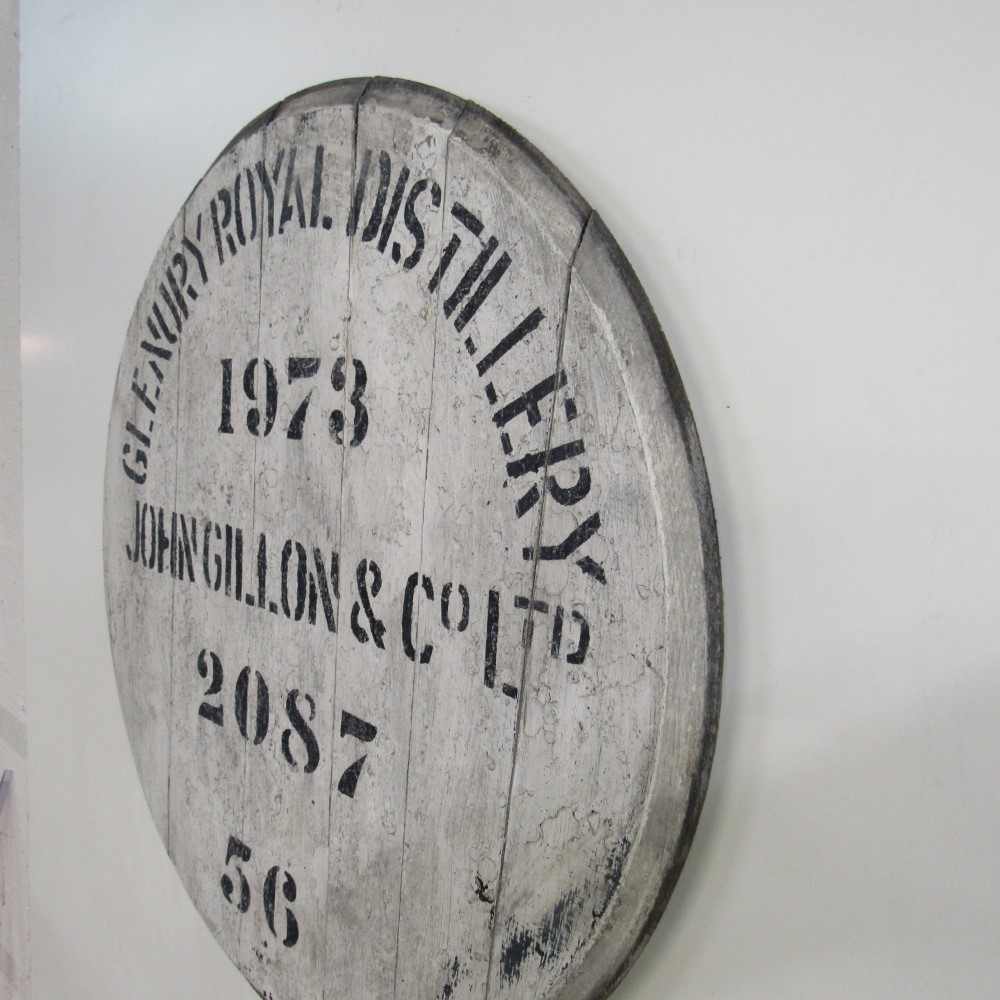 GLENURY ROYAL DISTILLERY
1973
JOHN GILLON & Cº LTD
2087
56